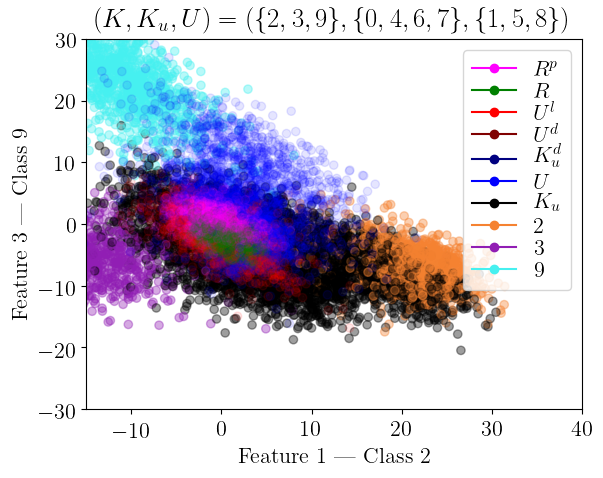 (K, K_u, U) = ({2, 3, 9}, {0, 4, 6, 7}, {1, 5, 8})
30
20
10
0
−10
−20
−30
−10
0
10
20
30
40
Feature 3 — Class 9
Feature 1 — Class 2
R^p
R
U^l
U^d
K_u^d
U
K_u
2
3
9